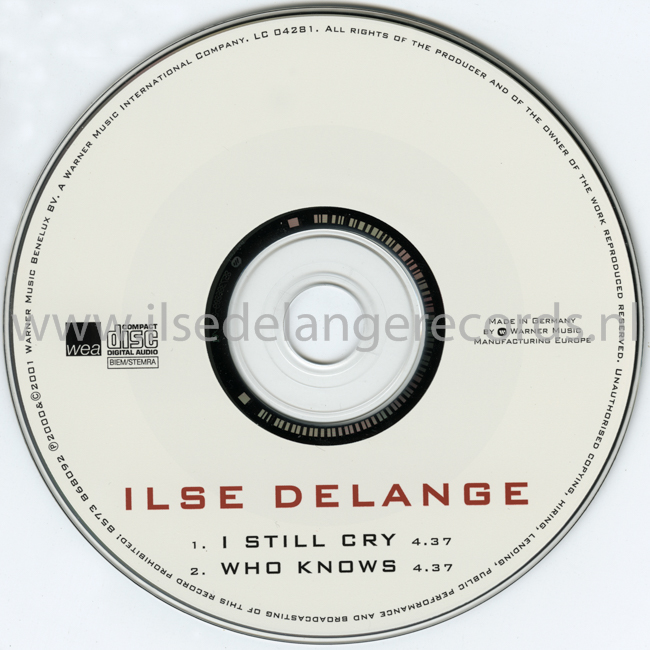 ℗2000&©2001 Warner Music Benelux BV. A Warner Music International Company. LC 04281. All rights of the producer and of the owner of the work reproduced reserved. Unauthorised copying, hiring, lending, public performance and broadcasting of this record prohibited! 8573 868092
www.ilsedelangerecords.nl
wea
COMPACT
disc
DIGITAL AUDIO
BIEM/STEMRA
Made in Germany
by Warner Music
Manufacturing Europe
ILSE DELANGE
1. I STILL CRY 4.37
2. WHO KNOWS 4.37